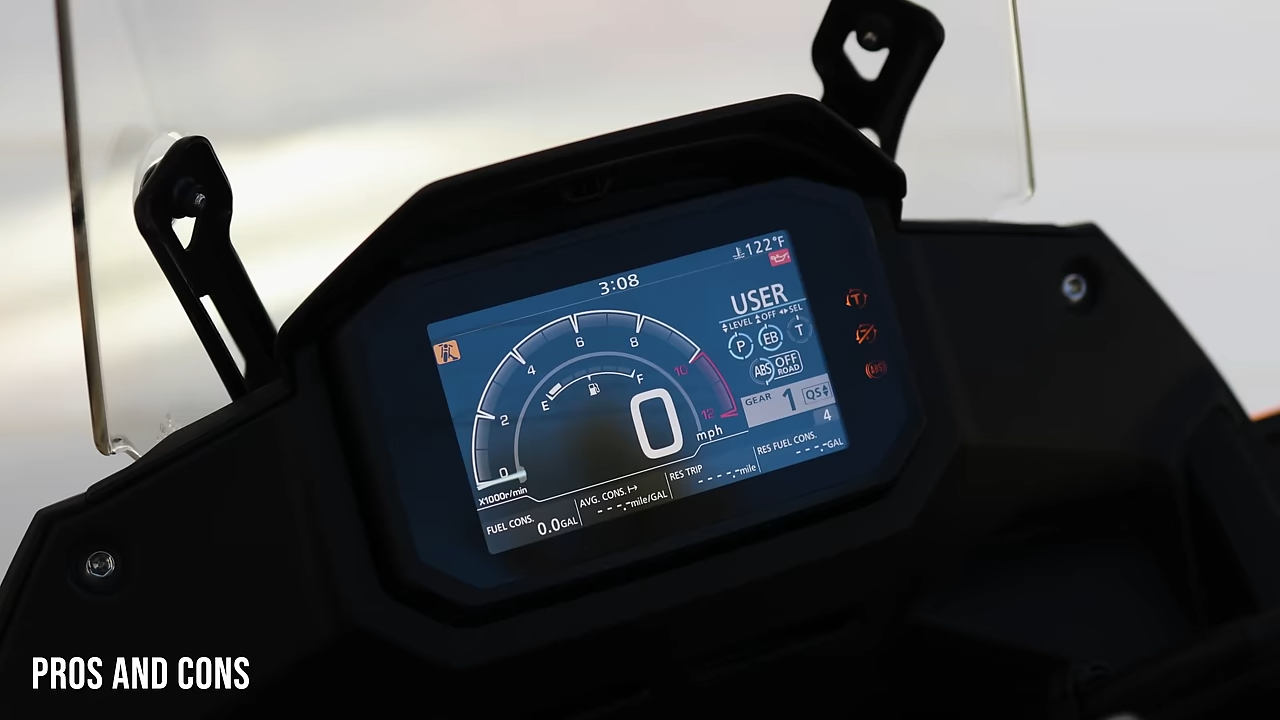 122°F
3:08
USER
LEVEL OFF SEL
P EB T
ABS OFF ROAD
GEAR 1 QS
4
0 2 4 6 8 10 12
x1000r/min
E F
0 mph
FUEL CONS.
0.0GAL
AVG. CONS.
---.-mile/GAL
RES TRIP
----.-mile
RES FUEL CONS.
---.-GAL
T
ABS
PROS AND CONS